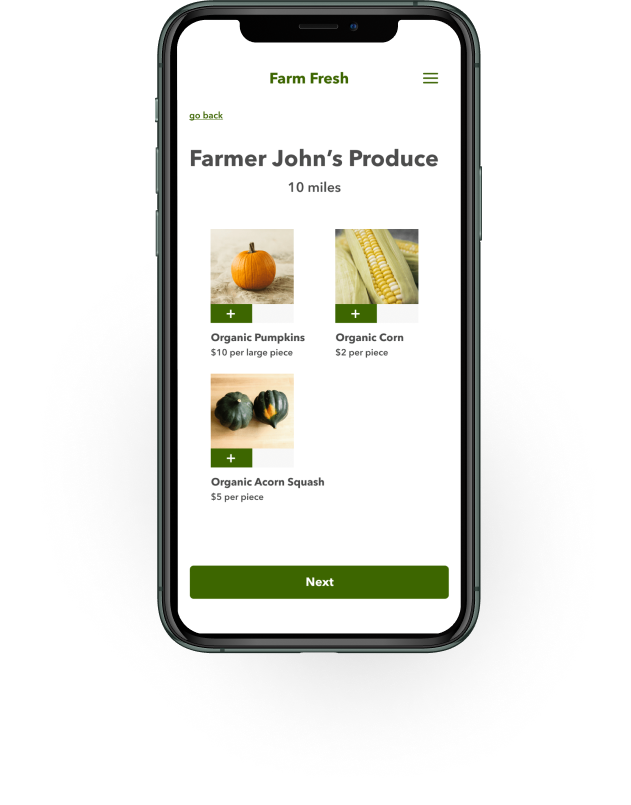 Farm Fresh
go back
Farmer John’s Produce
10 miles
+
+
Organic Pumpkins
Organic Corn
$10 per large piece
$2 per piece
+
Organic Acorn Squash
$5 per piece
Next